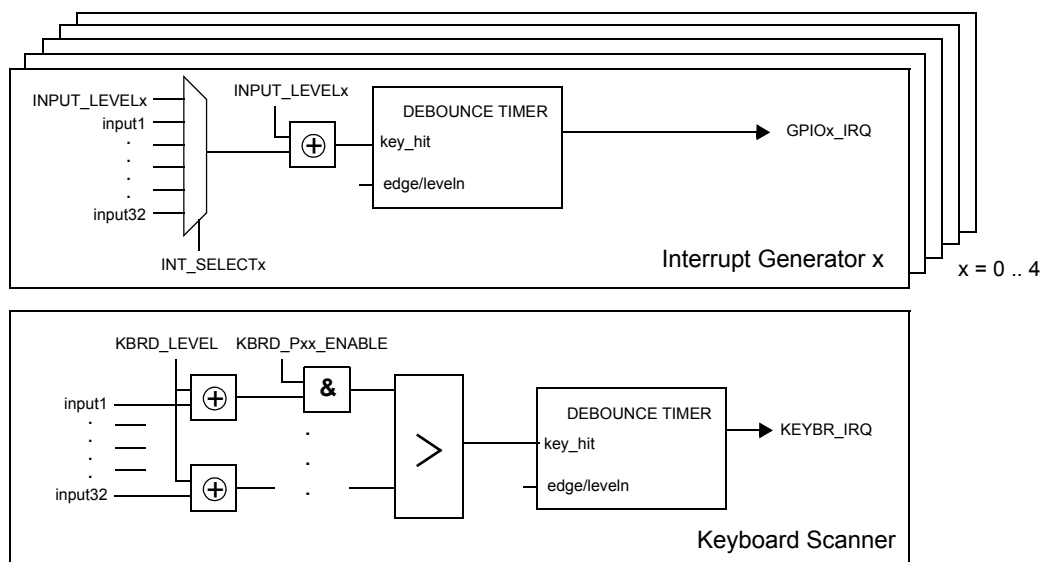 INPUT_LEVELx
INPUT_LEVELx
input1
.
.
.
input32
INT_SELECTx
⊕
DEBOUNCE TIMER
key_hit
edge/leveln
GPIOx_IRQ
Interrupt Generator x
x = 0 .. 4
KBRD_LEVEL KBRD_Pxx_ENABLE
input1
.
.
.
input32
⊕
&
⊕
.
.
.
>
DEBOUNCE TIMER
key_hit
edge/leveln
KEYBR_IRQ
Keyboard Scanner